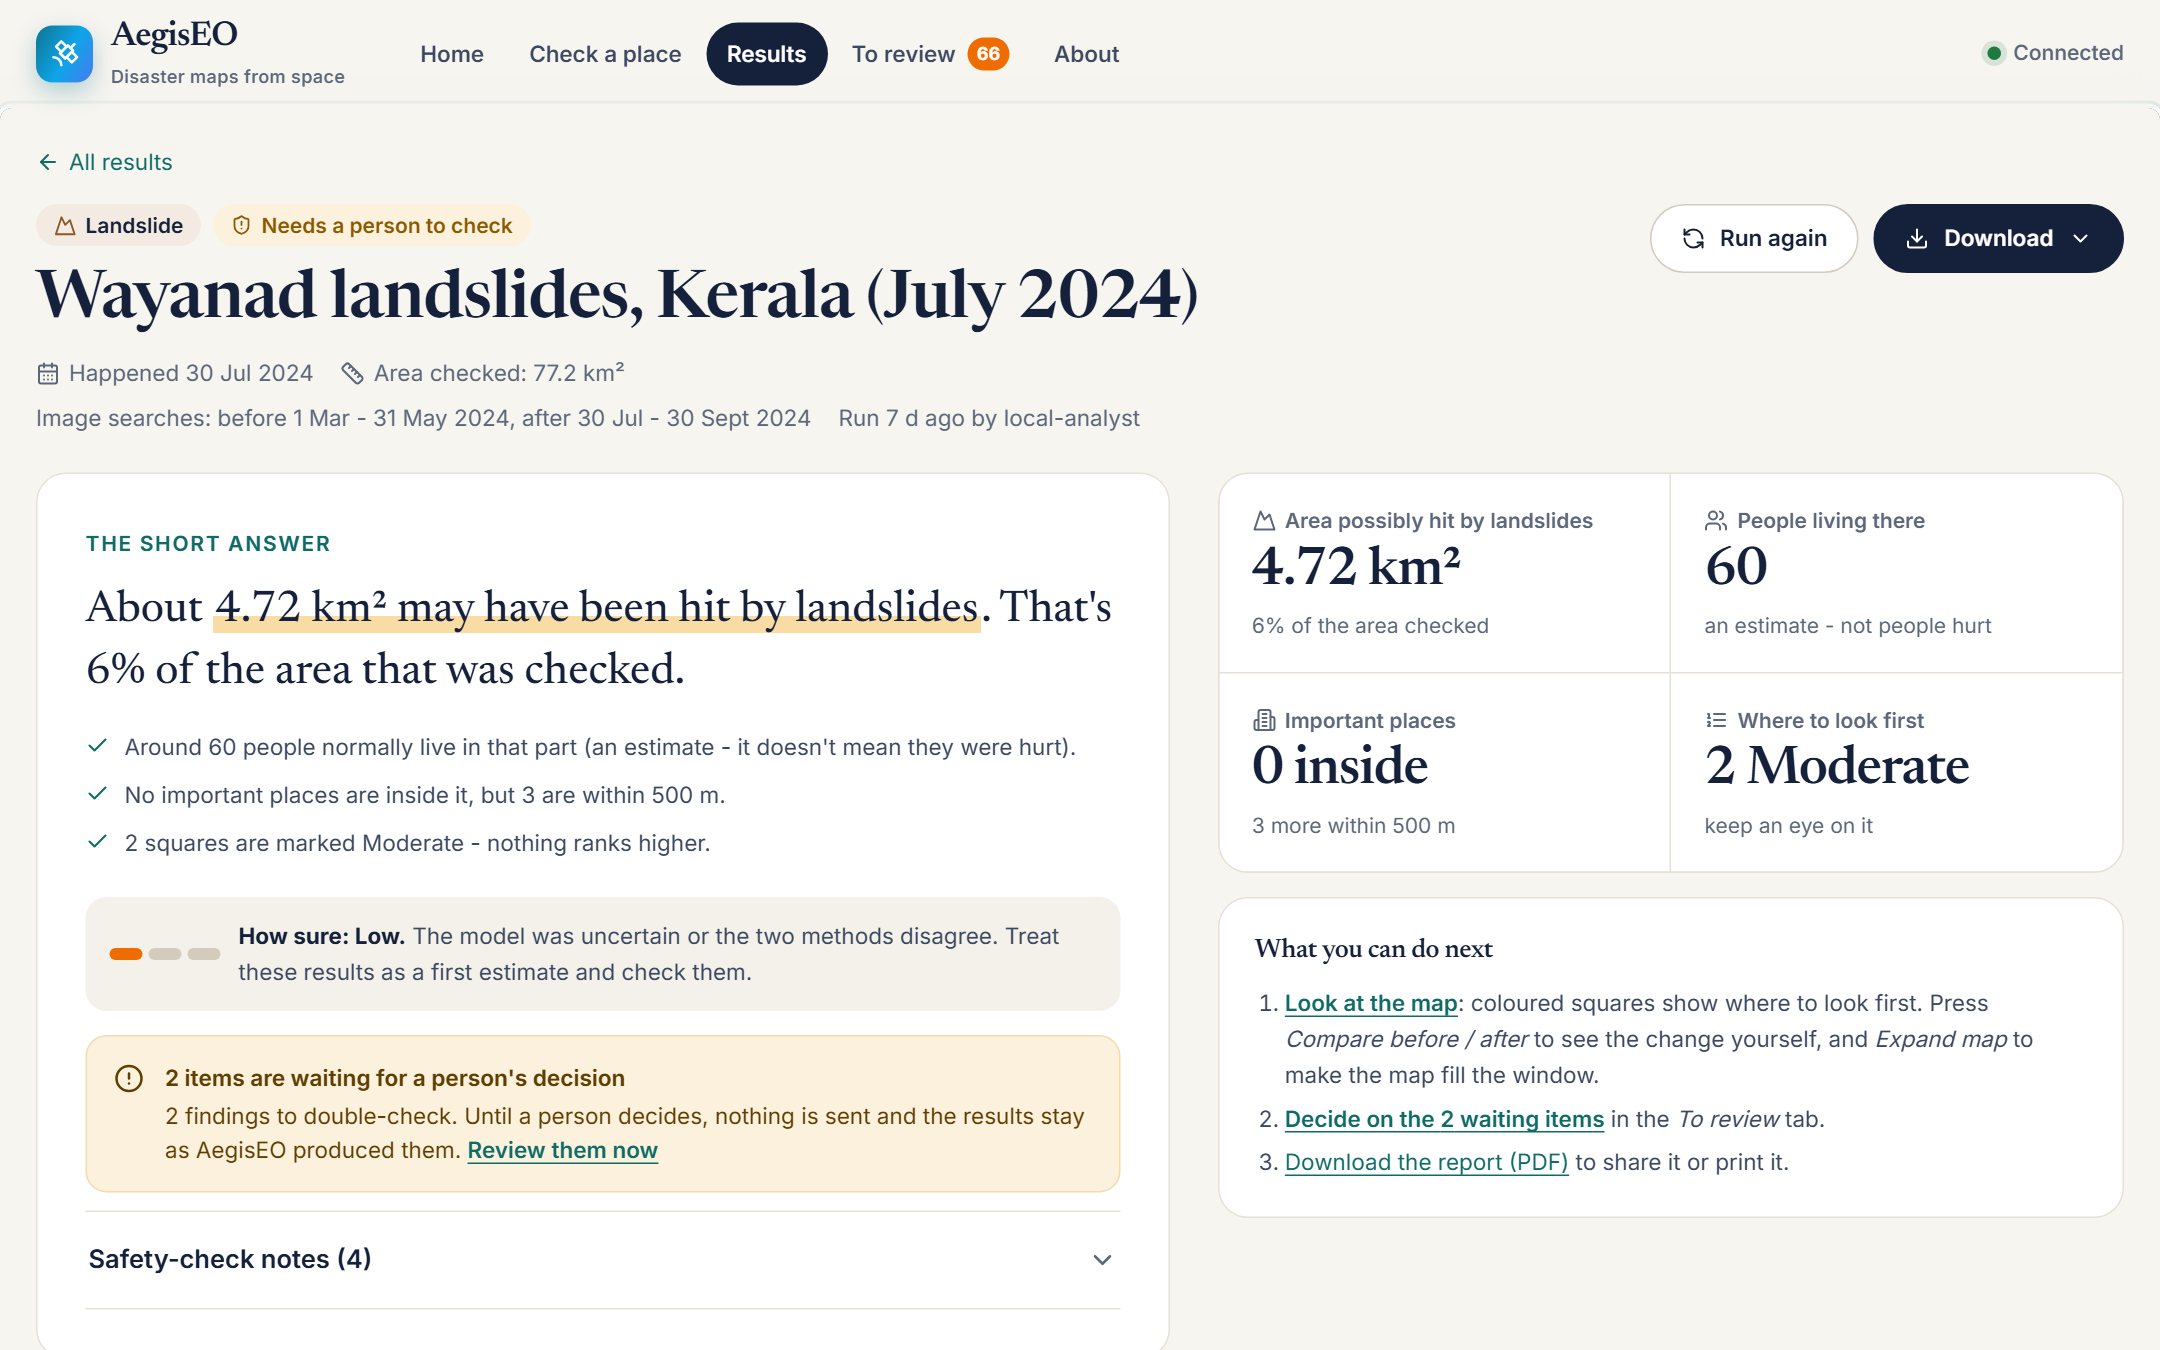 AegisEO
Disaster maps from space
Home
Check a place
Results
To review 66
About
Connected
All results
Landslide
Needs a person to check
Run again
Download
Wayanad landslides, Kerala (July 2024)
Happened 30 Jul 2024
Area checked: 77.2 km²
Image searches: before 1 Mar - 31 May 2024, after 30 Jul - 30 Sept 2024
Run 7 d ago by local-analyst
THE SHORT ANSWER
About 4.72 km² may have been hit by landslides. That's
6% of the area that was checked.
Around 60 people normally live in that part (an estimate - it doesn't mean they were hurt).
No important places are inside it, but 3 are within 500 m.
2 squares are marked Moderate - nothing ranks higher.
How sure: Low. The model was uncertain or the two methods disagree. Treat
these results as a first estimate and check them.
2 items are waiting for a person's decision
2 findings to double-check. Until a person decides, nothing is sent and the results stay
as AegisEO produced them. Review them now
Safety-check notes (4)
Area possibly hit by landslides
4.72 km²
6% of the area checked
People living there
60
an estimate - not people hurt
Important places
0 inside
3 more within 500 m
Where to look first
2 Moderate
keep an eye on it
What you can do next
1. Look at the map: coloured squares show where to look first. Press
Compare before / after to see the change yourself, and Expand map to
make the map fill the window.
2. Decide on the 2 waiting items in the To review tab.
3. Download the report (PDF) to share it or print it.